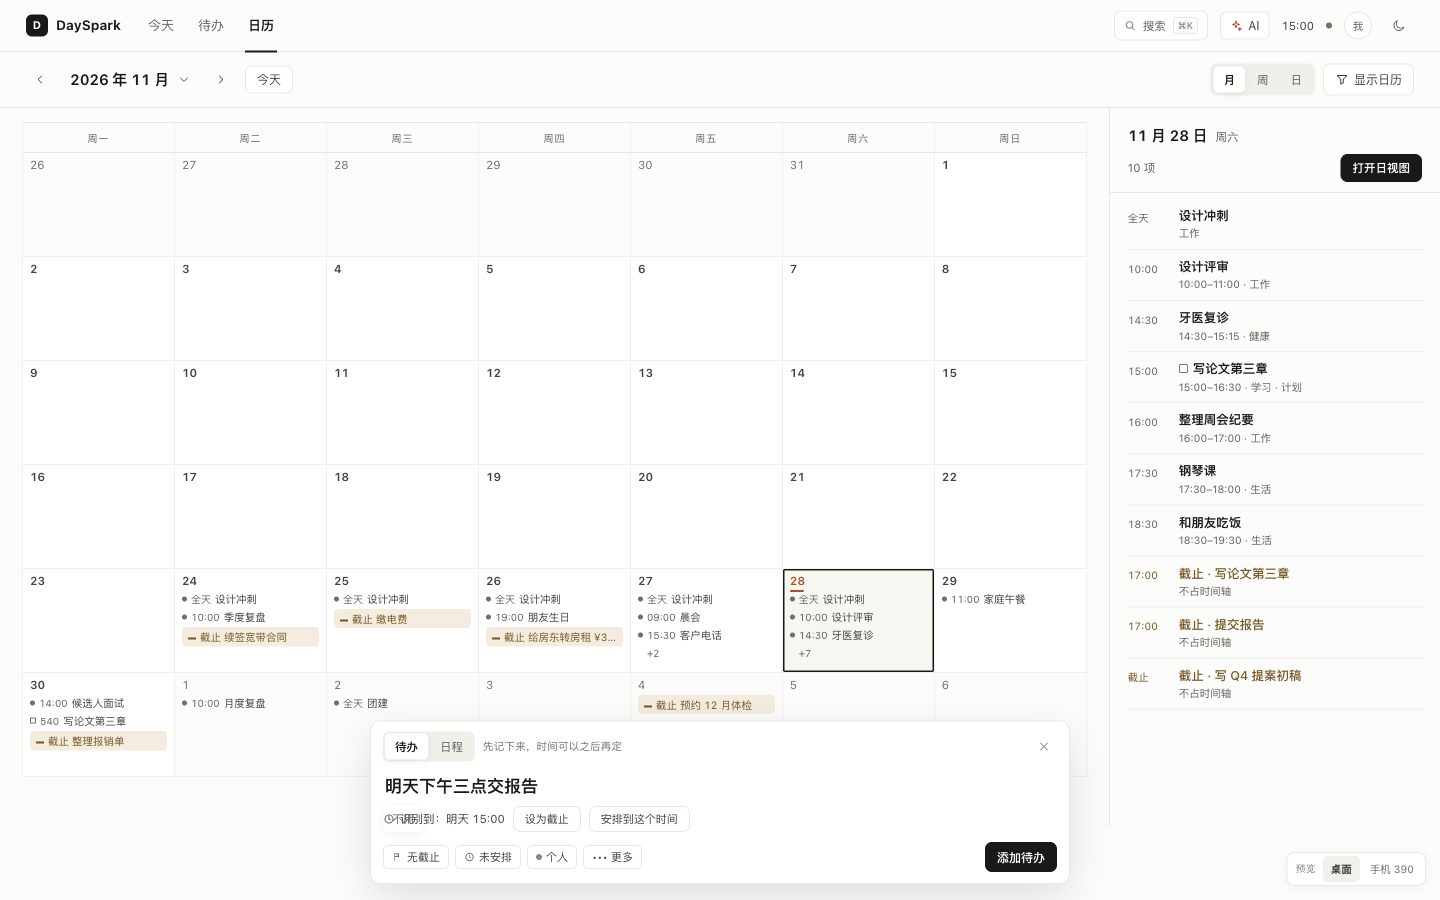 D DaySpark 今天 待办 日历 搜索 ⌘K AI 15:00 我
2026 年 11 月 今天 月 周 日 显示日历
周一 周二 周三 周四 周五 周六 周日
26 27 28 29 30 31 1
2 3 4 5 6 7 8
9 10 11 12 13 14 15
16 17 18 19 20 21 22
23
24
全天 设计冲刺
10:00 季度复盘
截止 续签宽带合同
25
全天 设计冲刺
截止 缴电费
26
全天 设计冲刺
19:00 朋友生日
截止 给房东转房租 ¥3...
27
全天 设计冲刺
09:00 晨会
15:30 客户电话
+2
28
全天 设计冲刺
10:00 设计评审
14:30 牙医复诊
+7
29
11:00 家庭午餐
30
14:00 候选人面试
540 写论文第三章
截止 整理报销单
1
10:00 月度复盘
2
全天 团建
3
4
截止 预约 12 月体检
5
6
11 月 28 日 周六
10 项 打开日视图
全天 设计冲刺
工作
10:00 设计评审
10:00–11:00 · 工作
14:30 牙医复诊
14:30–15:15 · 健康
15:00 写论文第三章
15:00–16:30 · 学习 · 计划
16:00 整理周会纪要
16:00–17:00 · 工作
17:30 钢琴课
17:30–18:00 · 生活
18:30 和朋友吃饭
18:30–19:30 · 生活
17:00 截止 · 写论文第三章
不占时间轴
17:00 截止 · 提交报告
不占时间轴
截止 截止 · 写 Q4 提案初稿
不占时间轴
待办 日程 先记下来，时间可以之后再定
明天下午三点交报告
别到：明天 15:00 设为截止 安排到这个时间
无截止 未安排 个人 ••• 更多 添加待办
预览 桌面 手机 390